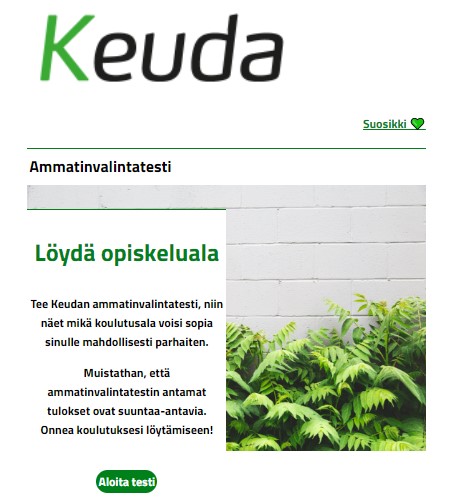 Keuda
Suosikki
Ammatinvalintatesti
Löydä opiskeluala
Tee Keudan ammatinvalintatesti, niin
näet mikä koulutusala voisi sopia
sinulle mahdollisesti parhaiten.
Muistathan, että
ammatinvalintatestin antamat
tulokset ovat suuntaa-antavia.
Onnea koulutuksesi löytämiseen!
Aloita testi